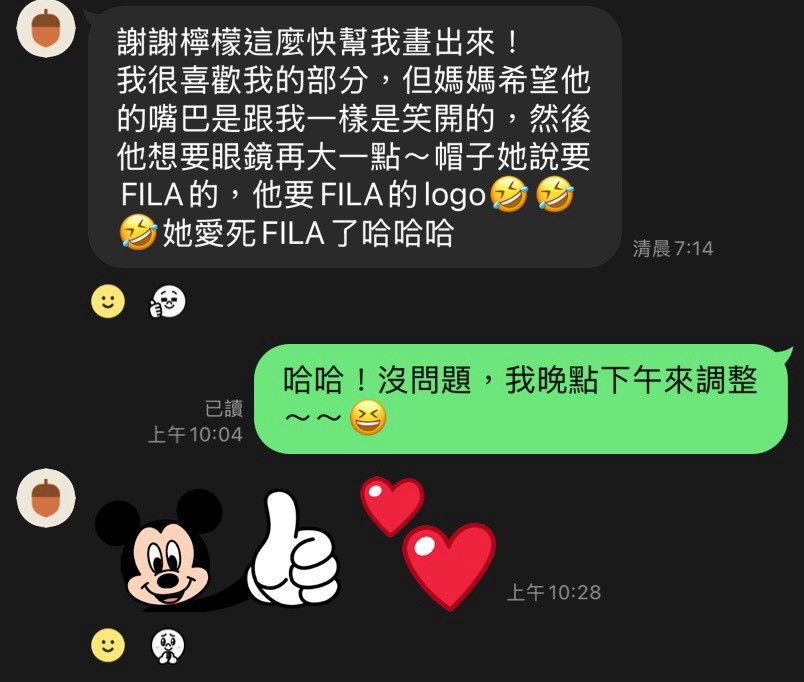 謝謝檸檬這麼快幫我畫出來！
我很喜歡我的部分，但媽媽希望他
的嘴巴是跟我一樣是笑開的，然後
他想要眼鏡再大一點～帽子她說要
FILA的，他要FILA的logo🤣🤣
🤣她愛死FILA了哈哈哈
清晨7:14
哈哈！沒問題，我晚點下午來調整
～～😆
已讀
上午10:04
上午10:28